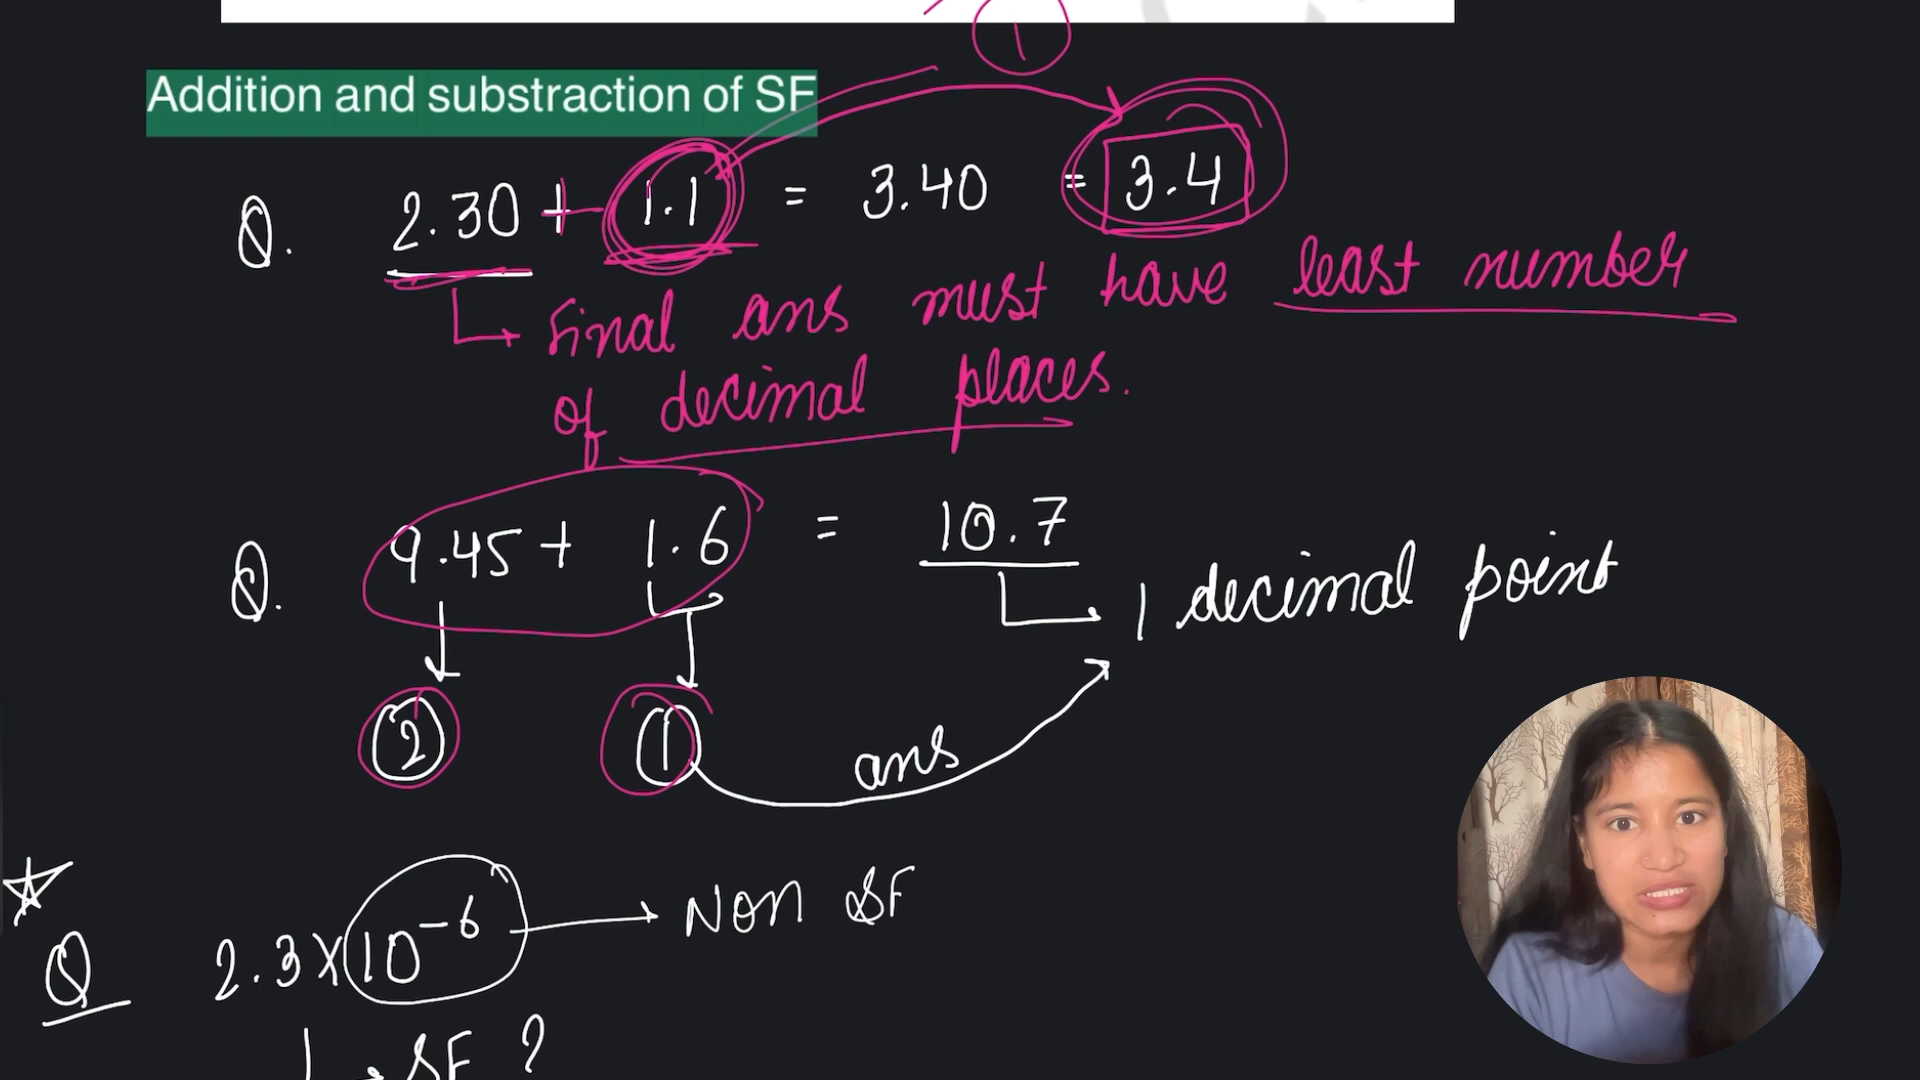 ①
Addition and substraction of SF
Q. 2.30 + 1.1 = 3.40 = 3.4
Final ans must have least number
of decimal places.
Q. 9.45 + 1.6 = 10.7
1 decimal point
② ① ans
Q 2.3 × 10⁻⁶ → Non SF
SF ?